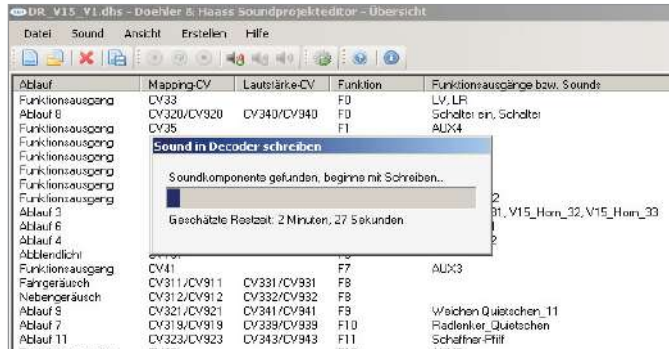 DR_V15_V1.dhs - Doehler & Haass Soundprojekteditor - Übersicht
Datei Sound Ansicht Erstellen Hilfe
Ablauf Mapping-CV Lautstärke-CV Funktion Funktionsausgänge bzw. Sounds
Funktionsausgang CV33 F0 LV, LR
Ablauf 8 CV320/CV920 CV340/CV940 F0 Schalter ein, Schalter
Funktionsausgang CV35 F1 AUX4
Funktionsausgang
Sound in Decoder schreiben
Funktionsausgang
Funktionsausgang
Soundkomponente gefunden, beginne mit Schreiben...
Funktionsausgang
Funktionsausgang 2
Ablauf 3 31, V15_Horn_32, V15_Horn_33
Geschätzte Restzeit: 2 Minuten, 27 Sekunden
Ablauf 6
Ablauf 4 2
Abblendlicht
Funktionsausgang CV41 F7 AUX3
Fahrgeräusch CV311/CV911 CV331/CV931 F8
Nebengeräusch CV312/CV912 CV332/CV932 F8
Ablauf 9 CV321/CV921 CV341/CV941 F9 Weichen Quietschen_11
Ablauf 7 CV319/CV919 CV339/CV939 F10 Radlenker_Quietschen
Ablauf 11 CV323/CV923 CV343/CV943 F11 Schaffner-Pfiff